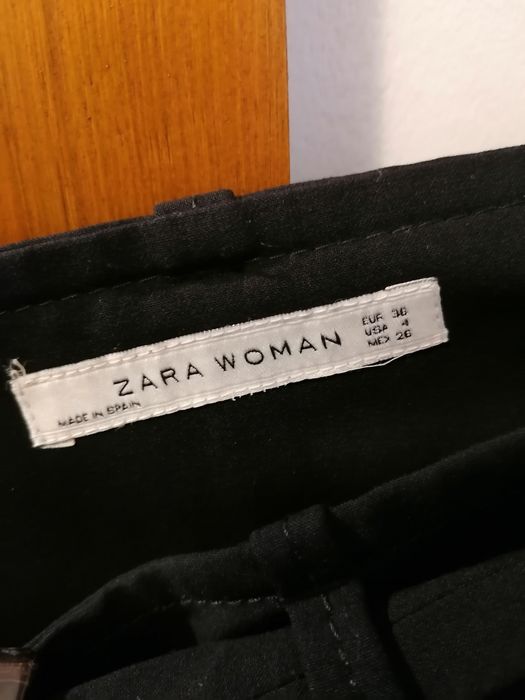 ZARA WOMAN
MADE IN SPAIN
EUR 36
USA 4
MEX 26